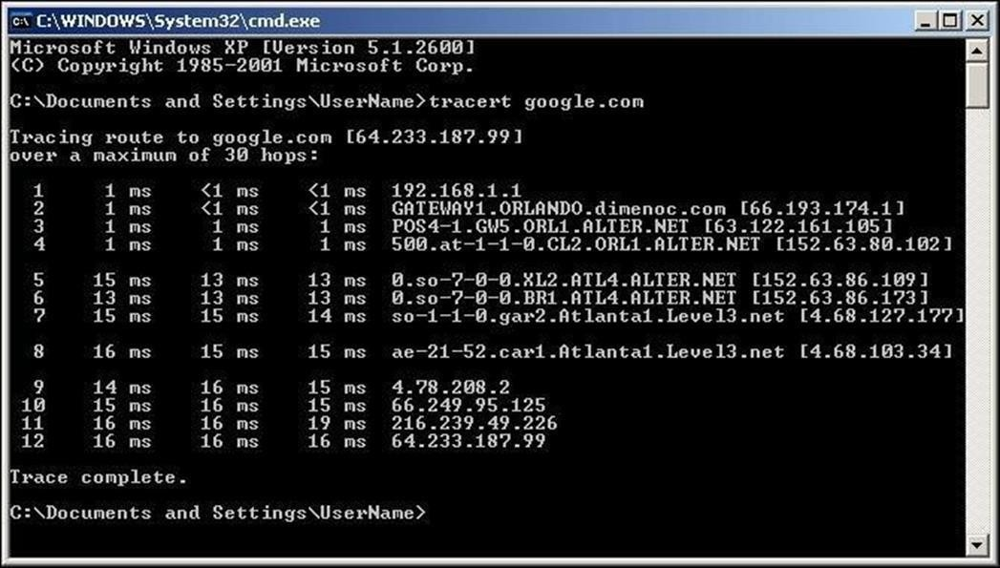 C:\WINDOWS\System32\cmd.exe
Microsoft Windows XP [Version 5.1.2600]
(C) Copyright 1985-2001 Microsoft Corp.
C:\Documents and Settings\UserName>tracert google.com
Tracing route to google.com [64.233.187.99]
over a maximum of 30 hops:
1 1 ms <1 ms <1 ms 192.168.1.1
2 1 ms <1 ms <1 ms GATEWAY1.ORLANDO.dimenoc.com [66.193.174.1]
3 1 ms 1 ms 1 ms POS4-1.GW5.ORL1.ALTER.NET [63.122.161.105]
4 1 ms 1 ms 1 ms 500.at-1-1-0.CL2.ORL1.ALTER.NET [152.63.80.102]
5 15 ms 13 ms 13 ms 0.so-7-0-0.XL2.ATL4.ALTER.NET [152.63.86.109]
6 13 ms 13 ms 13 ms 0.so-7-0-0.BR1.ATL4.ALTER.NET [152.63.86.173]
7 15 ms 15 ms 14 ms so-1-1-0.gar2.Atlanta1.Level3.net [4.68.127.177]
8 16 ms 15 ms 15 ms ae-21-52.car1.Atlanta1.Level3.net [4.68.103.34]
9 14 ms 16 ms 15 ms 4.78.208.2
10 15 ms 16 ms 15 ms 66.249.95.125
11 16 ms 16 ms 19 ms 216.239.49.226
12 16 ms 16 ms 16 ms 64.233.187.99
Trace complete.
C:\Documents and Settings\UserName>